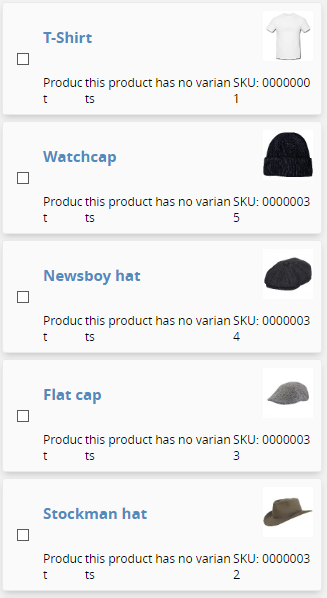 T-Shirt
Produc this product has no varian SKU: 0000000
t ts 1
Watchcap
Produc this product has no varian SKU: 0000003
t ts 5
Newsboy hat
Produc this product has no varian SKU: 0000003
t ts 4
Flat cap
Produc this product has no varian SKU: 0000003
t ts 3
Stockman hat
Produc this product has no varian SKU: 0000003
t ts 2